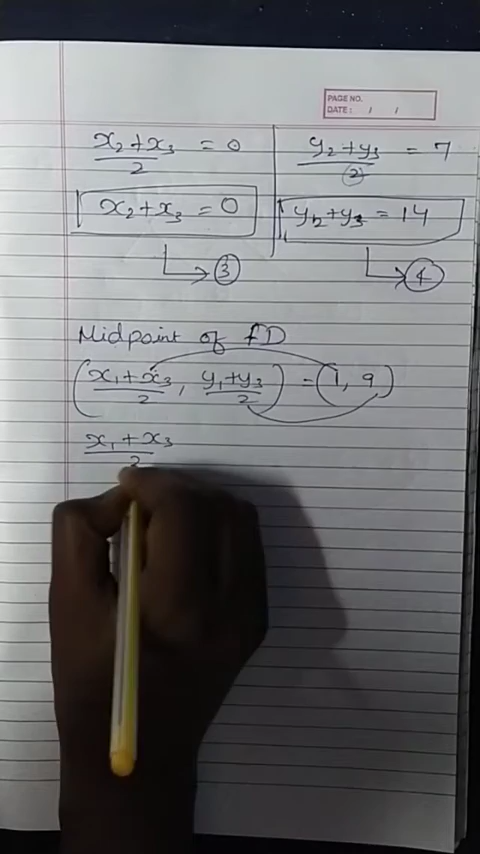 PAGE NO.
DATE: / /
x₂+x₃/2 = 0
y₂+y₃/2 = 7
x₂+x₃ = 0
y₂+y₃ = 14
③
④
Midpoint of FD
(x₁+x₃/2, y₁+y₃/2) = (1, 9)
x₁+x₃/2